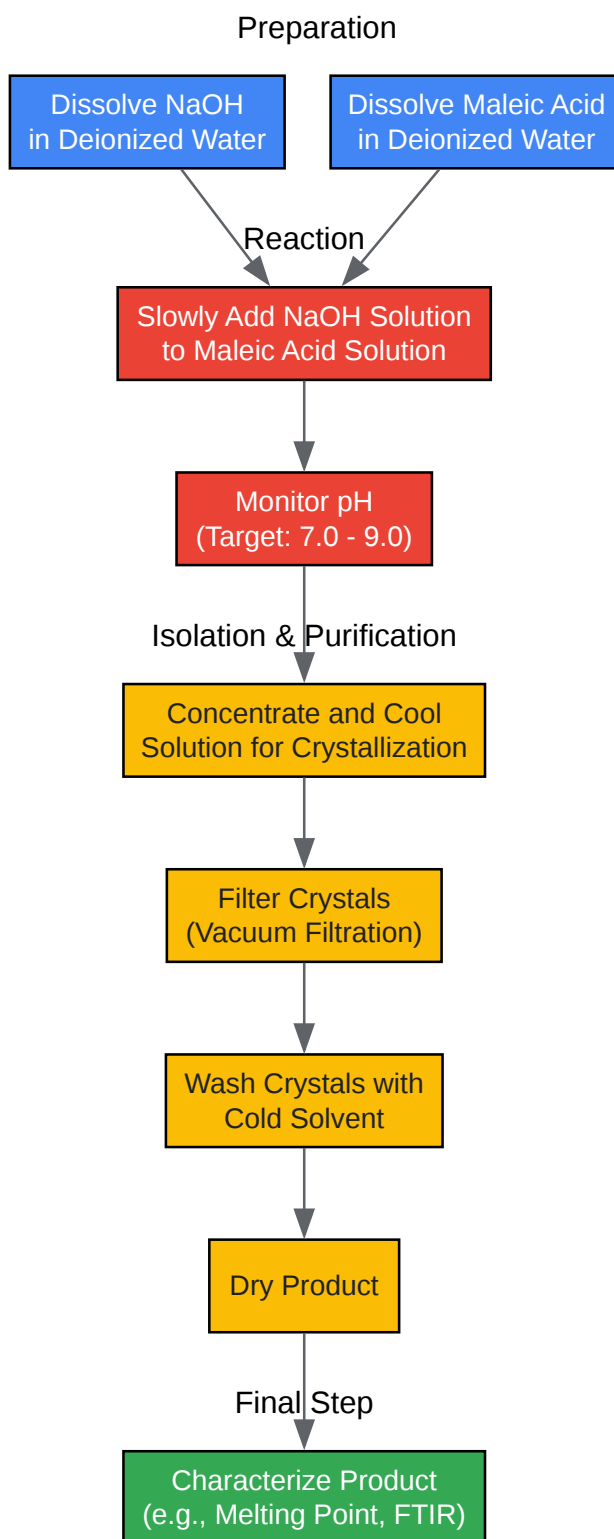 Preparation
Dissolve NaOH
in Deionized Water
Dissolve Maleic Acid
in Deionized Water
Reaction
Slowly Add NaOH Solution
to Maleic Acid Solution
Monitor pH
(Target: 7.0 - 9.0)
Isolation & Purification
Concentrate and Cool
Solution for Crystallization
Filter Crystals
(Vacuum Filtration)
Wash Crystals with
Cold Solvent
Dry Product
Final Step
Characterize Product
(e.g., Melting Point, FTIR)